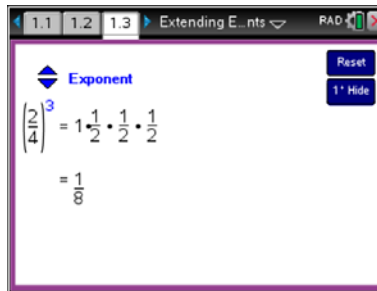 1.1 1.2 1.3 Extending E...nts RAD
Reset
Exponent
1· Hide
(2/4)^3 = 1•1/2 • 1/2 • 1/2
= 1/8